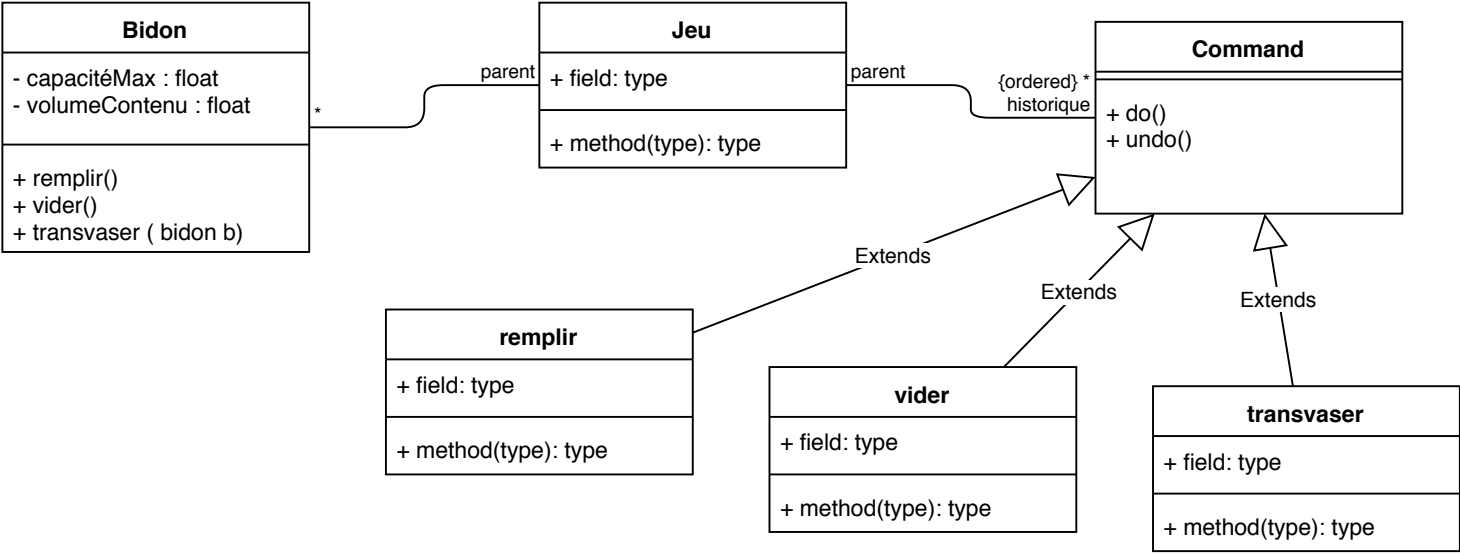 Bidon
- capacitéMax : float
- volumeContenu : float
+ remplir()
+ vider()
+ transvaser ( bidon b)
*
parent
Jeu
+ field: type
+ method(type): type
parent
{ordered} *
historique
Command
+ do()
+ undo()
Extends
Extends
Extends
remplir
+ field: type
+ method(type): type
vider
+ field: type
+ method(type): type
transvaser
+ field: type
+ method(type): type